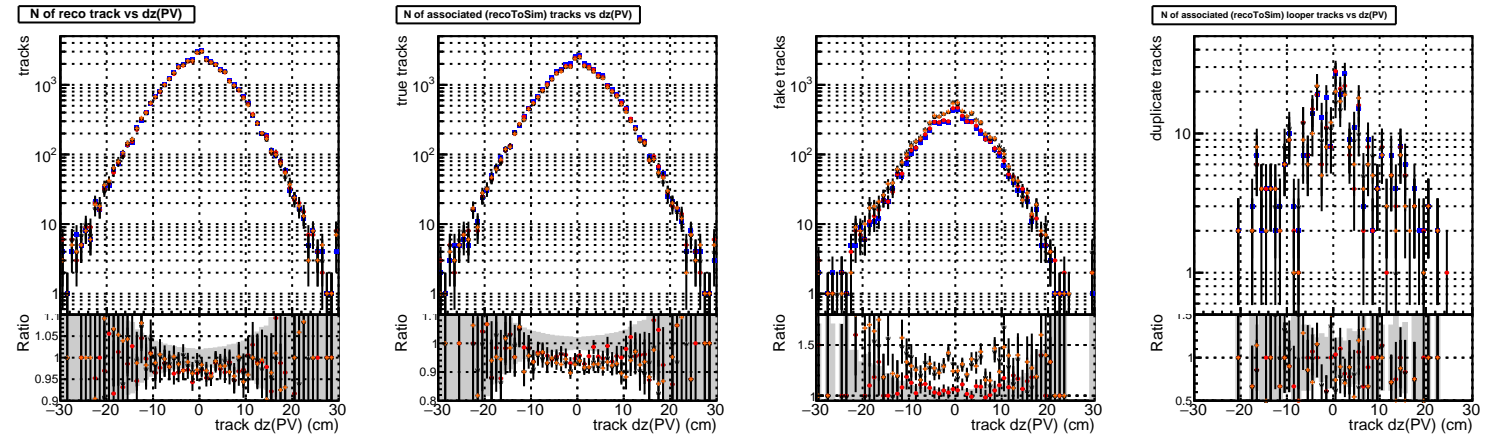 N of reco track vs dz(PV)
tracks
10³
10²
10
1
Ratio
1.1
1.05
1
0.95
0.9
−30 −20 −10 0 10 20 30
track dz(PV) (cm)
N of associated (recoToSim) tracks vs dz(PV)
true tracks
10³
10²
10
1
Ratio
1.1
1
0.9
0.8
−30 −20 −10 0 10 20 30
track dz(PV) (cm)
fake tracks
10³
10²
10
1
Ratio
1.5
1
−30 −20 −10 0 10 20 30
track dz(PV) (cm)
N of associated (recoToSim) looper tracks vs dz(PV)
duplicate tracks
10
1
Ratio
1.5
1
0.5
−30 −20 −10 0 10 20 30
track dz(PV) (cm)